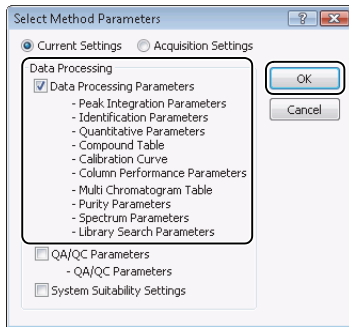 Select Method Parameters
Current Settings Acquisition Settings
Data Processing
OK
Data Processing Parameters
- Peak Integration Parameters
Cancel
- Identification Parameters
- Quantitative Parameters
- Compound Table
- Calibration Curve
- Column Performance Parameters
- Multi Chromatogram Table
- Purity Parameters
- Spectrum Parameters
- Library Search Parameters
QA/QC Parameters
- QA/QC Parameters
System Suitability Settings